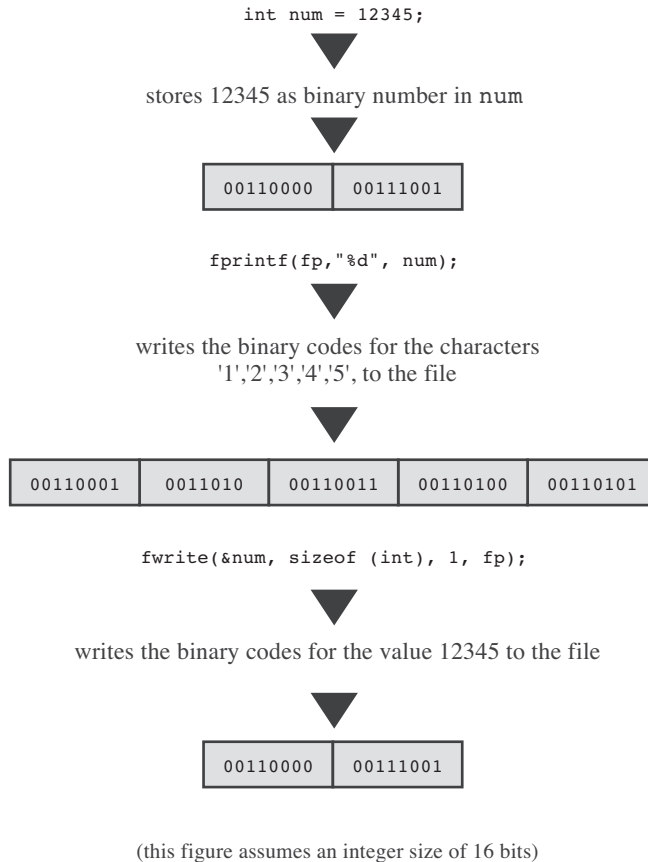 int num = 12345;
stores 12345 as binary number in num
00110000 00111001
fprintf(fp,"%d", num);
writes the binary codes for the characters
'1','2','3','4','5', to the file
00110001 0011010 00110011 00110100 00110101
fwrite(&num, sizeof (int), 1, fp);
writes the binary codes for the value 12345 to the file
00110000 00111001
(this figure assumes an integer size of 16 bits)